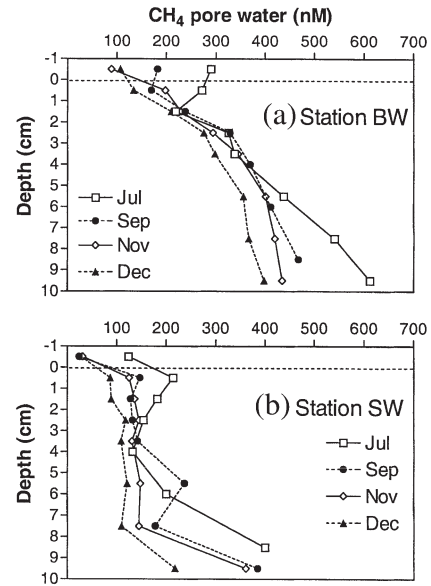 CH4 pore water (nM)
100 200 300 400 500 600 700
-1
0
1
2
3
4
5
6
7
8
9
10
Depth (cm)
(a) Station BW
Jul
Sep
Nov
Dec
100 200 300 400 500 600 700
-1
0
1
2
3
4
5
6
7
8
9
10
Depth (cm)
(b) Station SW
Jul
Sep
Nov
Dec